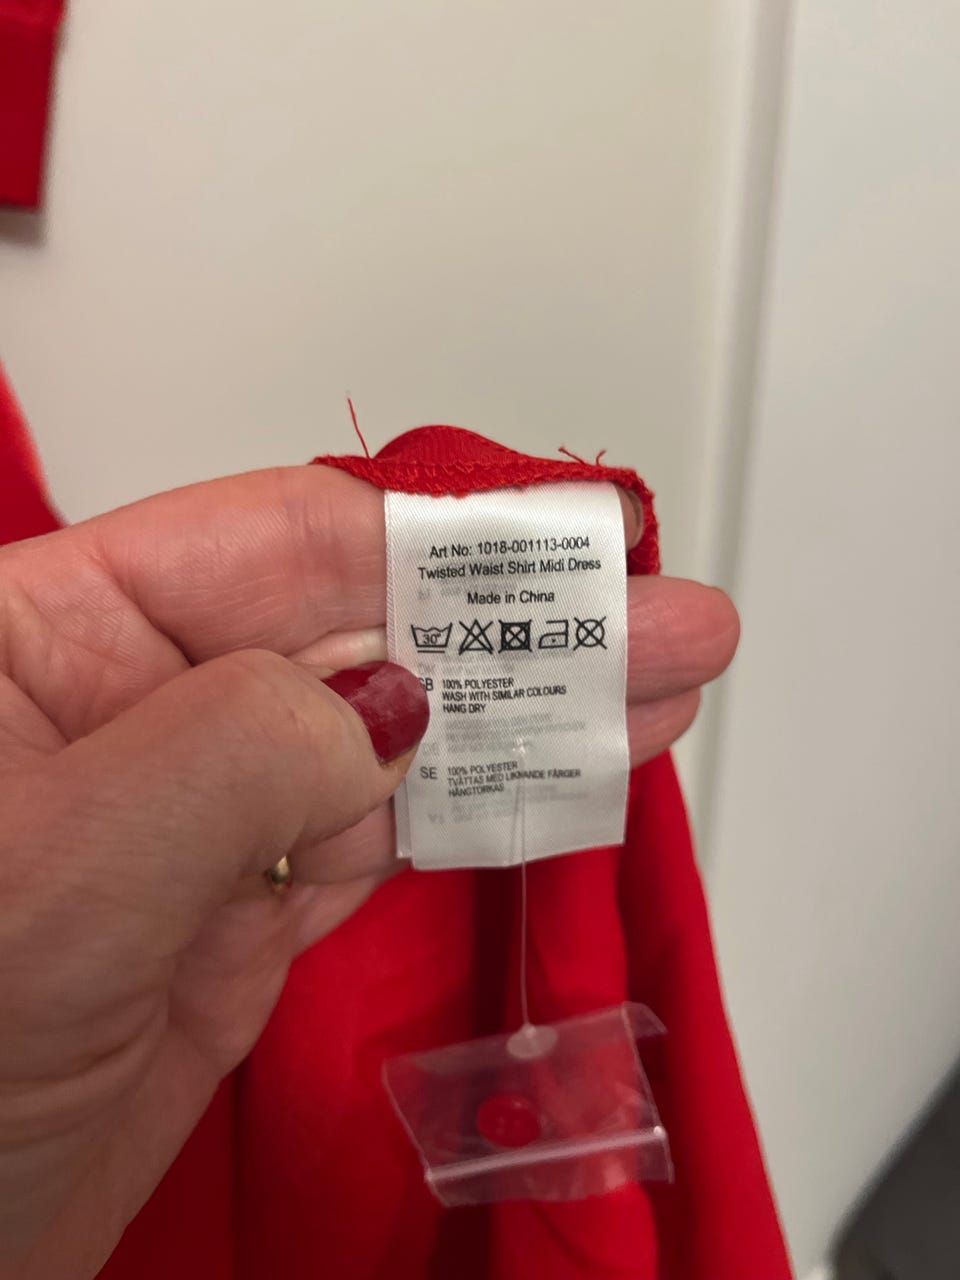 Art No: 1018-001113-0004
Twisted Waist Shirt Midi Dress
Made in China
30°
GB 100% POLYESTER
WASH WITH SIMILAR COLOURS
HANG DRY
SE 100% POLYESTER
TVÄTTAS MED LIKNANDE FÄRGER
HÄNGTORKAS